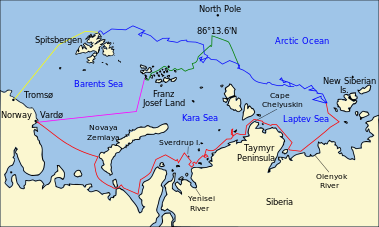 North Pole
86°13.6'N
Spitsbergen
Arctic Ocean
New Siberian
Is.
Barents Sea
Tromsø
Franz
Josef Land
Cape
Chelyuskin
Norway
Vardø
Kara Sea
Laptev Sea
Novaya
Zemlaya
Sverdrup I.
Taymyr
Peninsula
Olenyok
River
Yenisei
River
Siberia